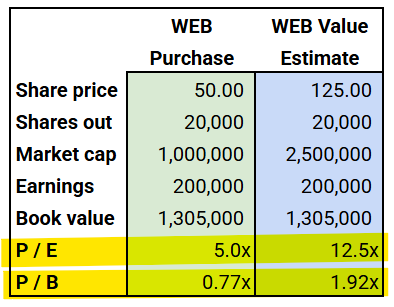 WEB WEB Value
Purchase Estimate
Share price 50.00 125.00
Shares out 20,000 20,000
Market cap 1,000,000 2,500,000
Earnings 200,000 200,000
Book value 1,305,000 1,305,000
P / E 5.0x 12.5x
P / B 0.77x 1.92x